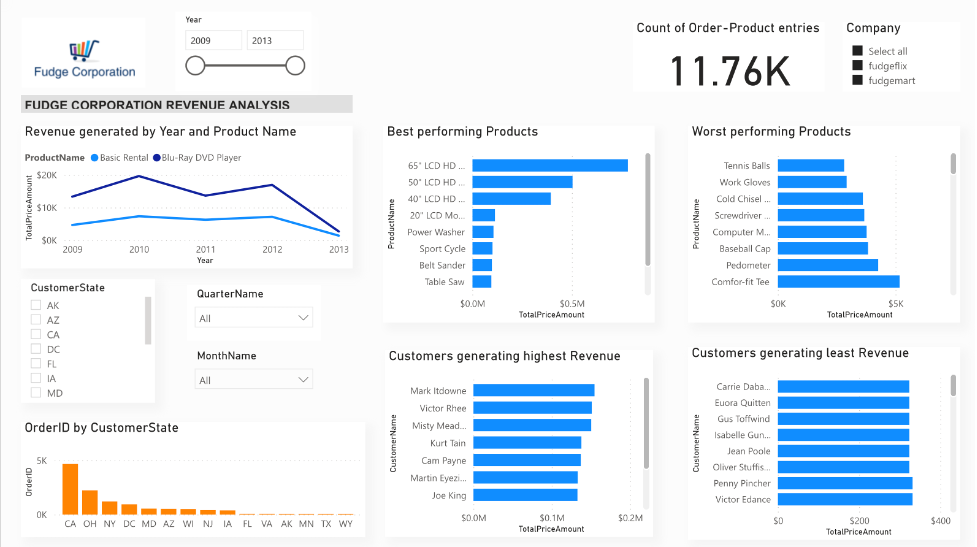 Fudge Corporation
Year
2009 2013
Count of Order-Product entries
11.76K
Company
Select all
fudgeflix
fudgemart
FUDGE CORPORATION REVENUE ANALYSIS
Revenue generated by Year and Product Name
ProductName Basic Rental Blu-Ray DVD Player
TotalPriceAmount
$20K
$10K
$0K
2009 2010 2011 2012 2013
Year
Best performing Products
ProductName
65" LCD HD ...
50" LCD HD ...
40" LCD HD ...
20" LCD Mo...
Power Washer
Sport Cycle
Belt Sander
Table Saw
$0.0M $0.5M
TotalPriceAmount
Worst performing Products
ProductName
Tennis Balls
Work Gloves
Cold Chisel ...
Screwdriver ...
Computer M...
Baseball Cap
Pedometer
Comfor-fit Tee
$0K $5K
TotalPriceAmount
CustomerState
AK
AZ
CA
DC
FL
IA
MD
QuarterName
All
MonthName
All
OrderID by CustomerState
OrderID
5K
0K
CA OH NY DC MD AZ WI NJ IA FL VA AK MN TX WY
Customers generating highest Revenue
CustomerName
Mark Itdowne
Victor Rhee
Misty Mead...
Kurt Tain
Cam Payne
Martin Eyezi...
Joe King
$0.0M $0.1M $0.2M
TotalPriceAmount
Customers generating least Revenue
CustomerName
Carrie Daba...
Euora Quitten
Gus Toffwind
Isabelle Gun...
Jean Poole
Oliver Stuffis...
Penny Pincher
Victor Edance
$0 $200 $400
TotalPriceAmount